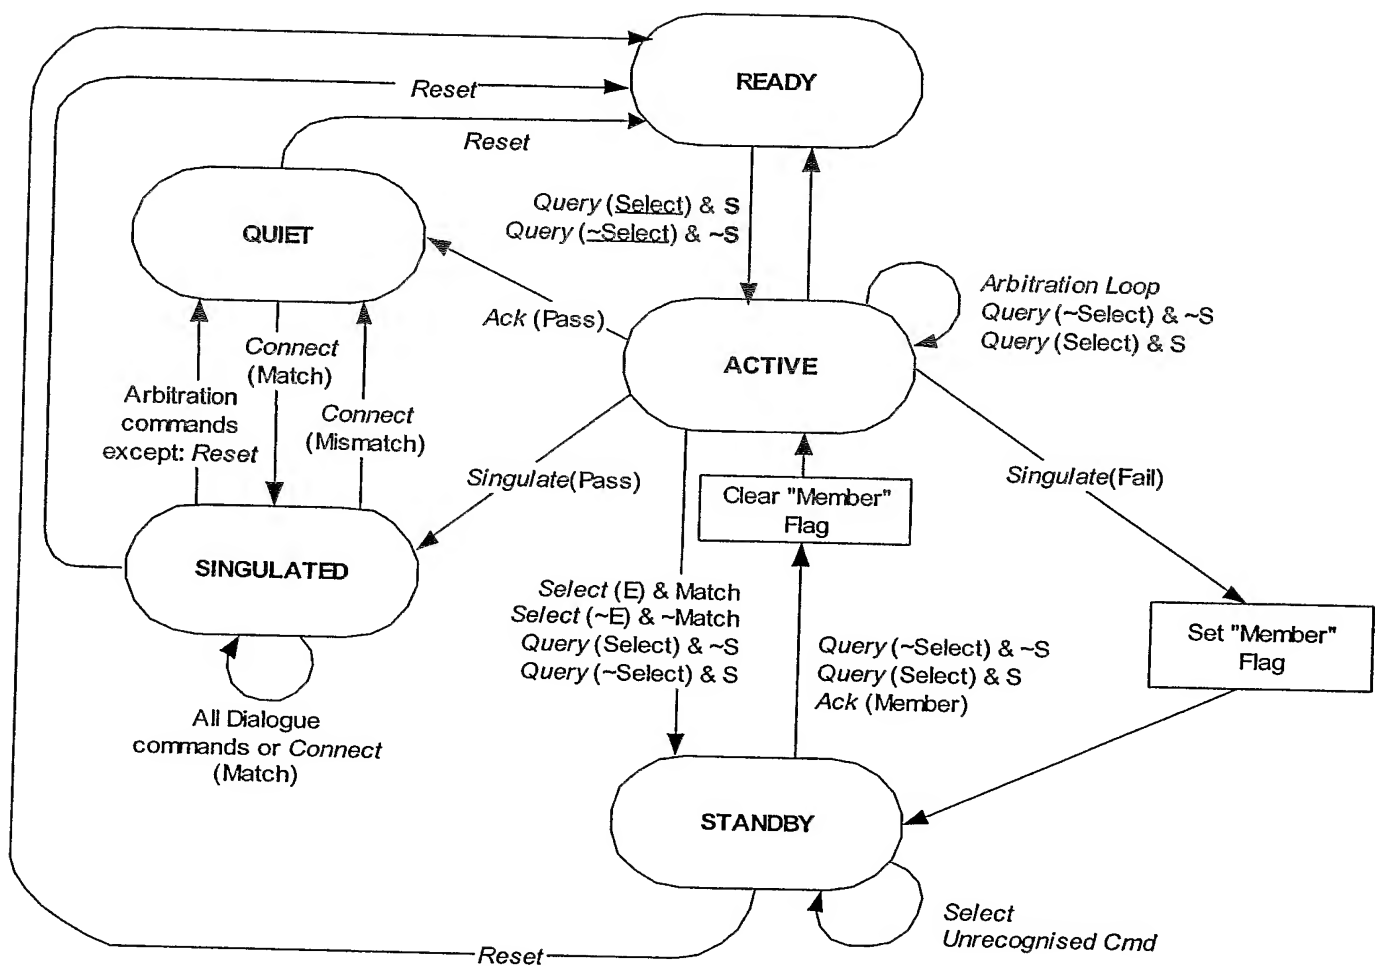 READY
Reset
Reset
Query (Select) & S
Query (~Select) & ~S
QUIET
Arbitration Loop
Query (~Select) & ~S
Query (Select) & S
Ack (Pass)
ACTIVE
Connect
(Match)
Arbitration
commands
except: Reset
Connect
(Mismatch)
Singulate(Pass)
Clear "Member"
Flag
Singulate(Fail)
SINGULATED
Select (E) & Match
Select (~E) & ~Match
Query (Select) & ~S
Query (~Select) & S
Query (~Select) & ~S
Query (Select) & S
Ack (Member)
Set "Member"
Flag
All Dialogue
commands or Connect
(Match)
STANDBY
Select
Unrecognised Cmd
Reset